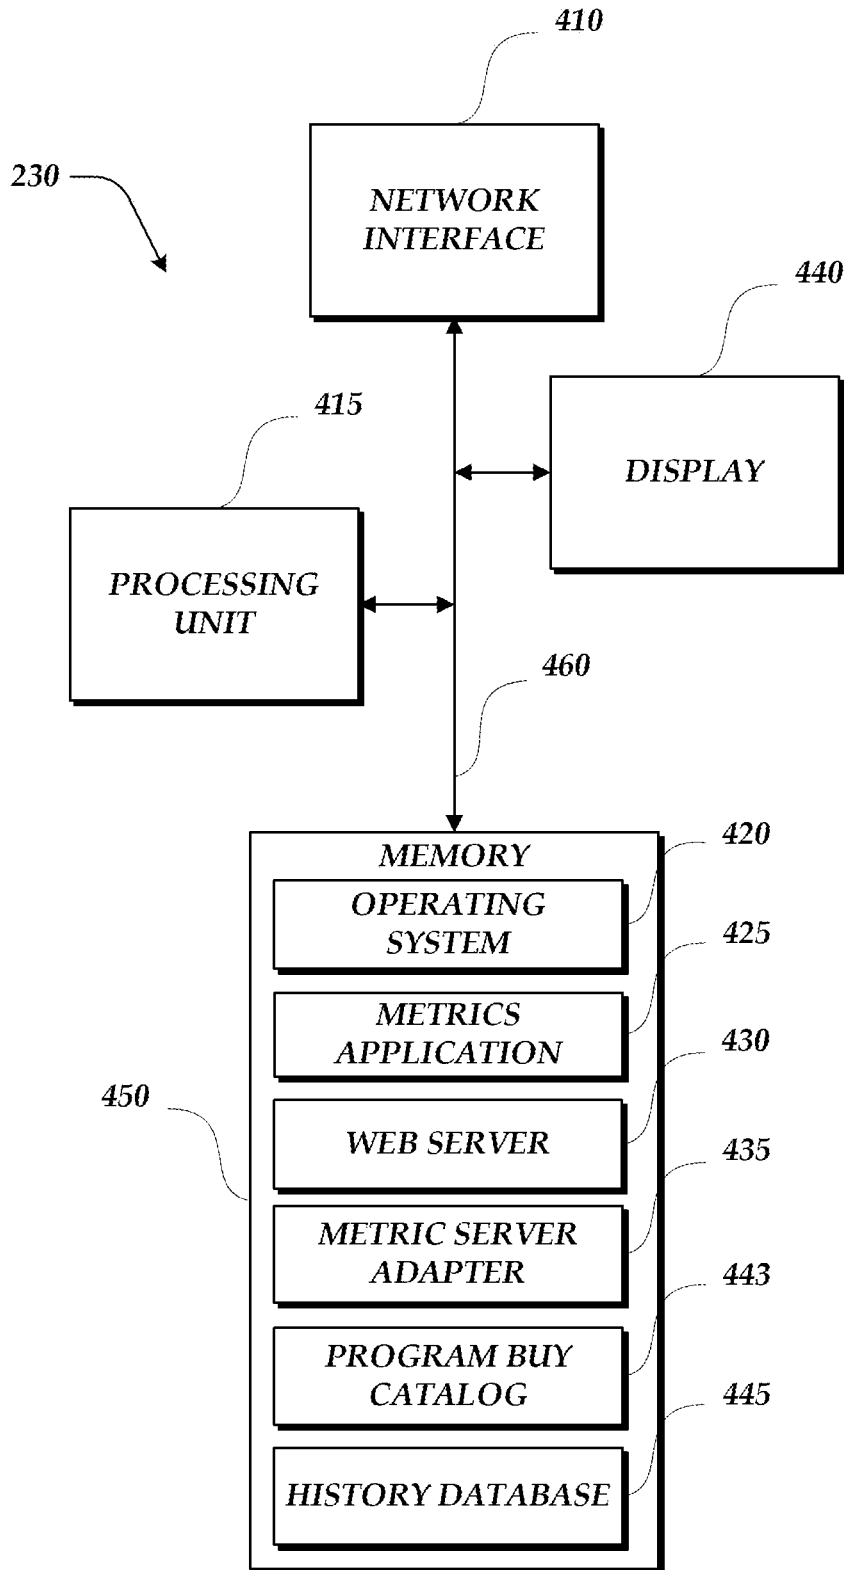 410
230
NETWORK
INTERFACE
440
415
DISPLAY
PROCESSING
UNIT
460
MEMORY
420
OPERATING
SYSTEM
425
METRICS
APPLICATION
430
450
WEB SERVER
435
METRIC SERVER
ADAPTER
443
PROGRAM BUY
CATALOG
445
HISTORY DATABASE